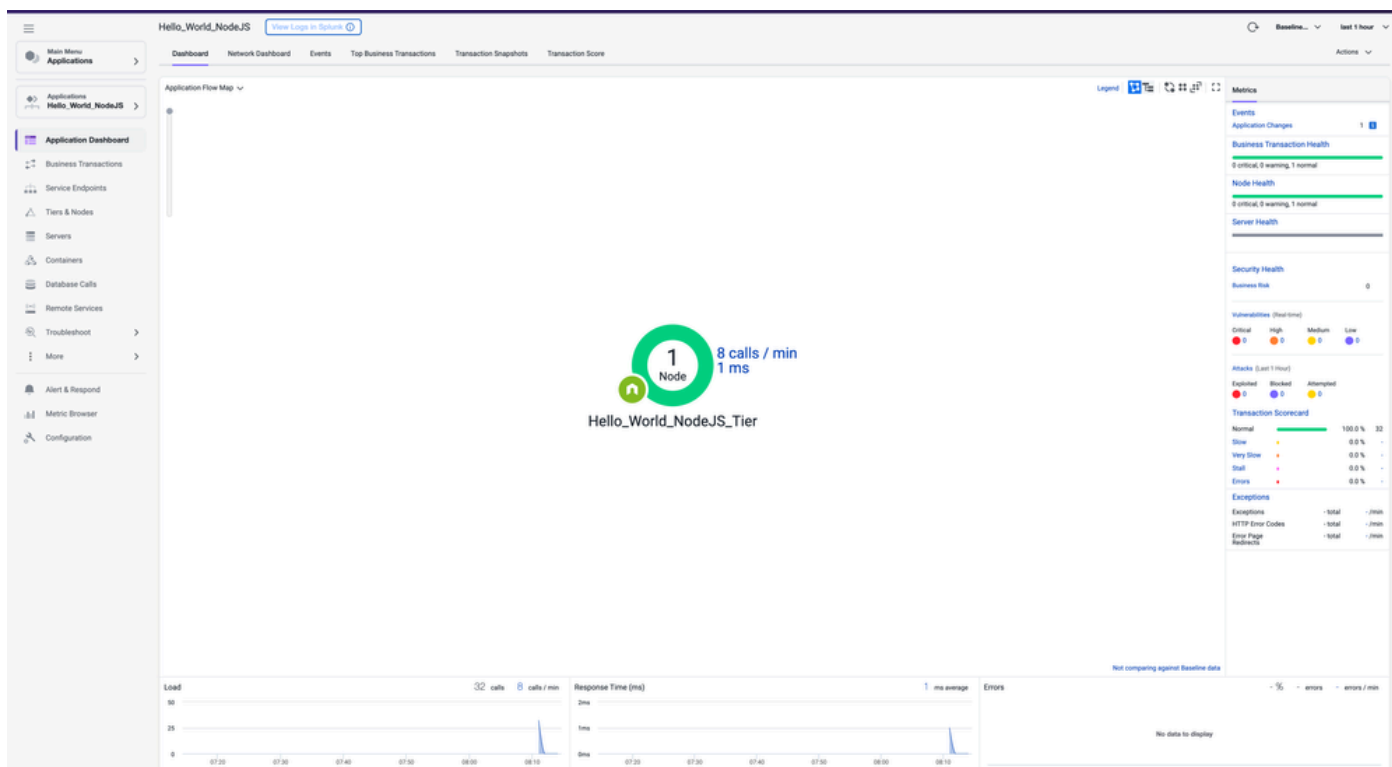 Hello_World_NodeJS
View Logs in Splunk
Baseline...
last 1 hour
Main Menu
Applications
Dashboard
Network Dashboard
Events
Top Business Transactions
Transaction Snapshots
Transaction Score
Actions
Applications
Hello_World_NodeJS
Application Dashboard
Business Transactions
Service Endpoints
Tiers & Nodes
Servers
Containers
Database Calls
Remote Services
Troubleshoot
More
Alert & Respond
Metric Browser
Configuration
Application Flow Map
Legend
1
Node
8 calls / min
1 ms
Hello_World_NodeJS_Tier
Not comparing against Baseline data
Metrics
Events
Application Changes 1
Business Transaction Health
0 critical, 0 warning, 1 normal
Node Health
0 critical, 0 warning, 1 normal
Server Health
Security Health
Business Risk 0
Vulnerabilities (Real-time)
Critical High Medium Low
0 0 0 0
Attacks (Last 1 Hour)
Exploited Blocked Attempted
0 0 0
Transaction Scorecard
Normal 100.0 % 32
Slow 0.0 % -
Very Slow 0.0 % -
Stall 0.0 % -
Errors 0.0 % -
Exceptions
Exceptions - total - /min
HTTP Error Codes - total - /min
Error Page Redirects - total - /min
Load 32 calls 8 calls / min
50
25
0
07:20 07:30 07:40 07:50 08:00 08:10
Response Time (ms) 1 ms average
2ms
1ms
0ms
07:20 07:30 07:40 07:50 08:00 08:10
Errors - % - errors - errors / min
No data to display